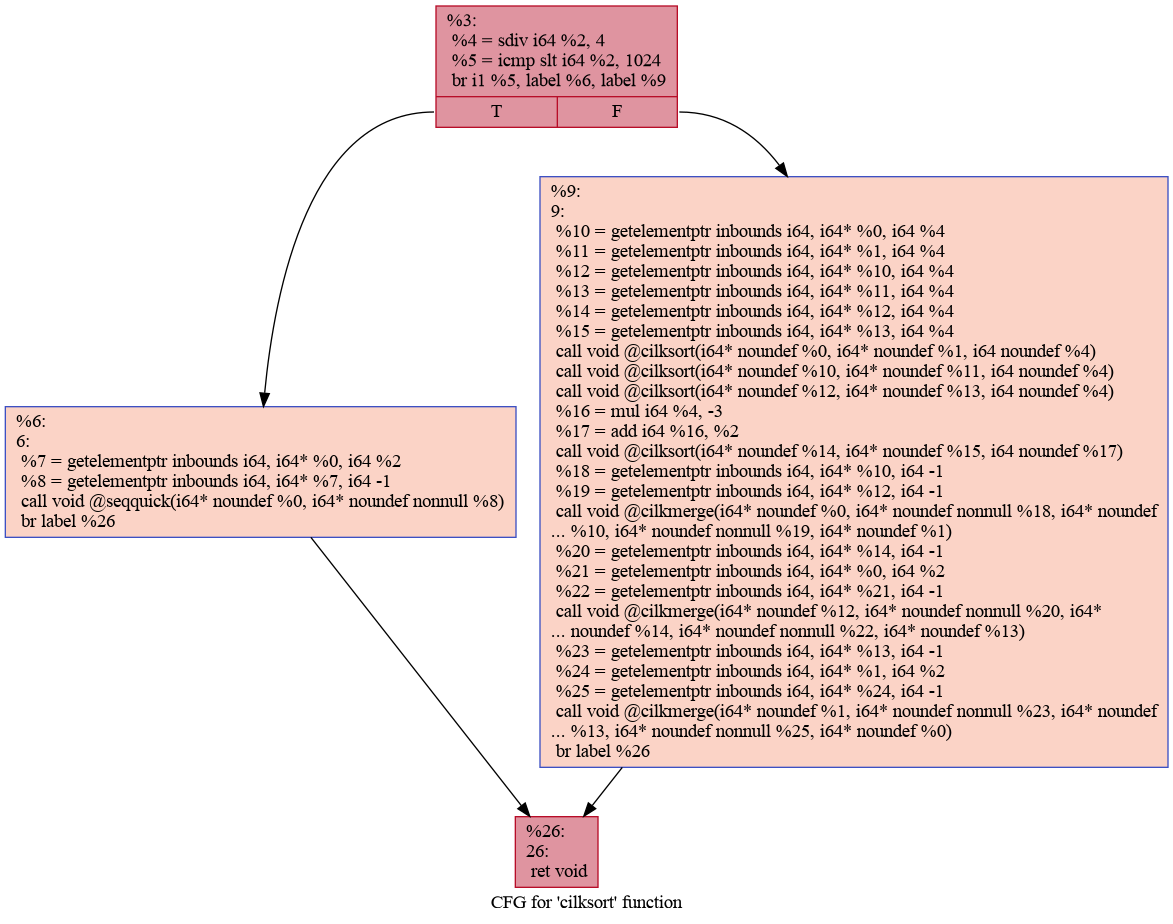 %3:
%4 = sdiv i64 %2, 4
%5 = icmp slt i64 %2, 1024
br i1 %5, label %6, label %9
T
F
%9:
9:
%10 = getelementptr inbounds i64, i64* %0, i64 %4
%11 = getelementptr inbounds i64, i64* %1, i64 %4
%12 = getelementptr inbounds i64, i64* %10, i64 %4
%13 = getelementptr inbounds i64, i64* %11, i64 %4
%14 = getelementptr inbounds i64, i64* %12, i64 %4
%15 = getelementptr inbounds i64, i64* %13, i64 %4
call void @cilksort(i64* noundef %0, i64* noundef %1, i64 noundef %4)
call void @cilksort(i64* noundef %10, i64* noundef %11, i64 noundef %4)
call void @cilksort(i64* noundef %12, i64* noundef %13, i64 noundef %4)
%16 = mul i64 %4, -3
%17 = add i64 %16, %2
call void @cilksort(i64* noundef %14, i64* noundef %15, i64 noundef %17)
%18 = getelementptr inbounds i64, i64* %10, i64 -1
%19 = getelementptr inbounds i64, i64* %12, i64 -1
call void @cilkmerge(i64* noundef %0, i64* noundef nonnull %18, i64* noundef
... %10, i64* noundef nonnull %19, i64* noundef %1)
%20 = getelementptr inbounds i64, i64* %14, i64 -1
%21 = getelementptr inbounds i64, i64* %0, i64 %2
%22 = getelementptr inbounds i64, i64* %21, i64 -1
call void @cilkmerge(i64* noundef %12, i64* noundef nonnull %20, i64*
... noundef %14, i64* noundef nonnull %22, i64* noundef %13)
%23 = getelementptr inbounds i64, i64* %13, i64 -1
%24 = getelementptr inbounds i64, i64* %1, i64 %2
%25 = getelementptr inbounds i64, i64* %24, i64 -1
call void @cilkmerge(i64* noundef %1, i64* noundef nonnull %23, i64* noundef
... %13, i64* noundef nonnull %25, i64* noundef %0)
br label %26
%6:
6:
%7 = getelementptr inbounds i64, i64* %0, i64 %2
%8 = getelementptr inbounds i64, i64* %7, i64 -1
call void @seqquick(i64* noundef %0, i64* noundef nonnull %8)
br label %26
%26:
26:
ret void
CFG for 'cilksort' function